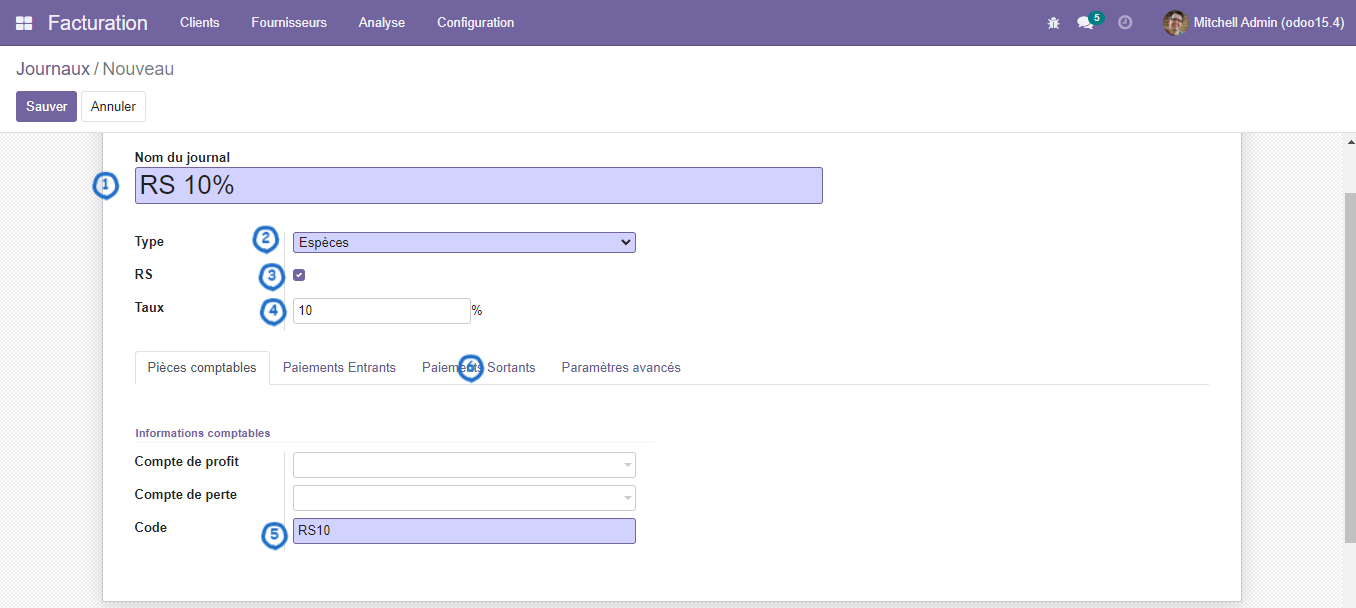 Facturation Clients Fournisseurs Analyse Configuration 5 Mitchell Admin (odoo15.4)
Journaux / Nouveau
Sauver Annuler
Nom du journal
1 RS 10%
Type 2 Espèces
RS 3
Taux 4 10 %
Pièces comptables Paiements Entrants Paiements Sortants 6 Paramètres avancés
Informations comptables
Compte de profit
Compte de perte
Code 5 RS10